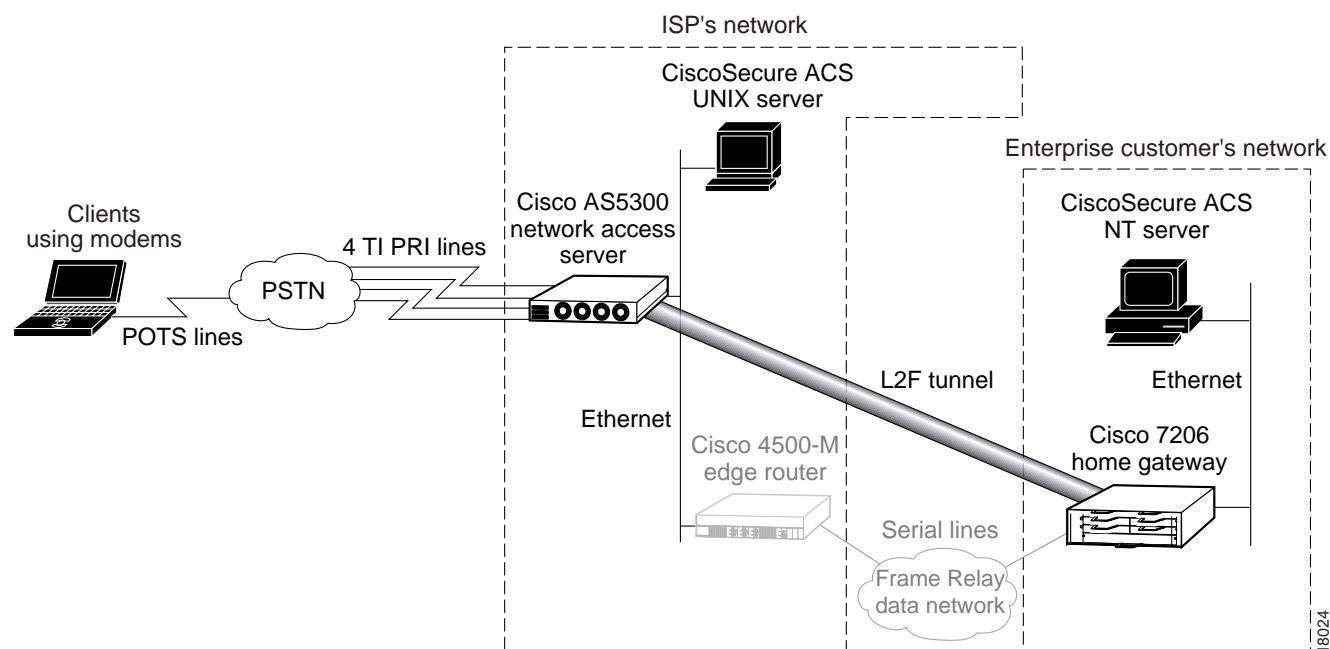 ISP's network
CiscoSecure ACS
UNIX server
Enterprise customer's network
CiscoSecure ACS
NT server
Clients
using modems
4 TI PRI lines
Cisco AS5300
network access
server
PSTN
POTS lines
L2F tunnel
Ethernet
Ethernet
Cisco 4500-M
edge router
Cisco 7206
home gateway
Serial lines
Frame Relay
data network
18024